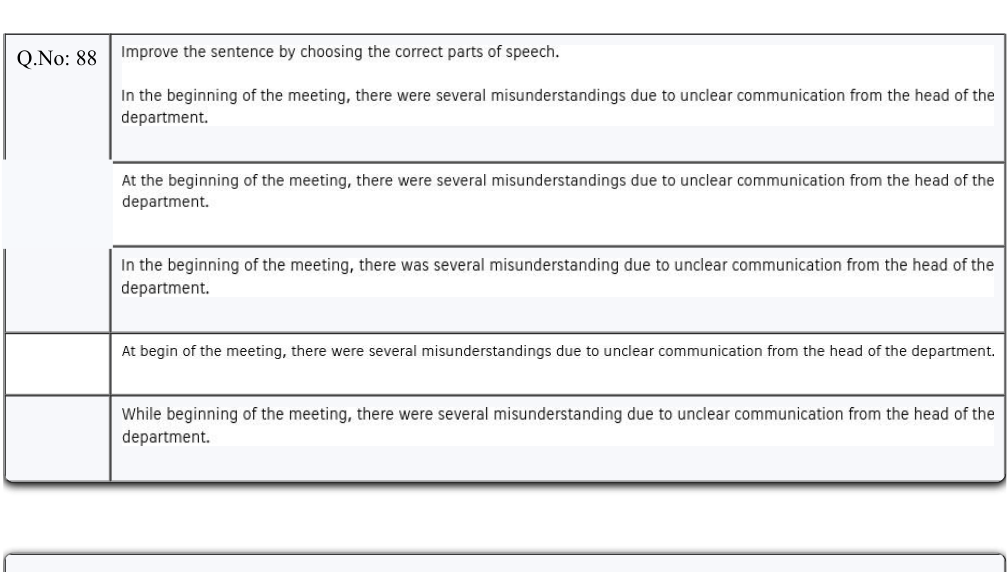 Q.No: 88
Improve the sentence by choosing the correct parts of speech.
In the beginning of the meeting, there were several misunderstandings due to unclear communication from the head of the
department.
At the beginning of the meeting, there were several misunderstandings due to unclear communication from the head of the
department.
In the beginning of the meeting, there was several misunderstanding due to unclear communication from the head of the
department.
At begin of the meeting, there were several misunderstandings due to unclear communication from the head of the department.
While beginning of the meeting, there were several misunderstanding due to unclear communication from the head of the
department.